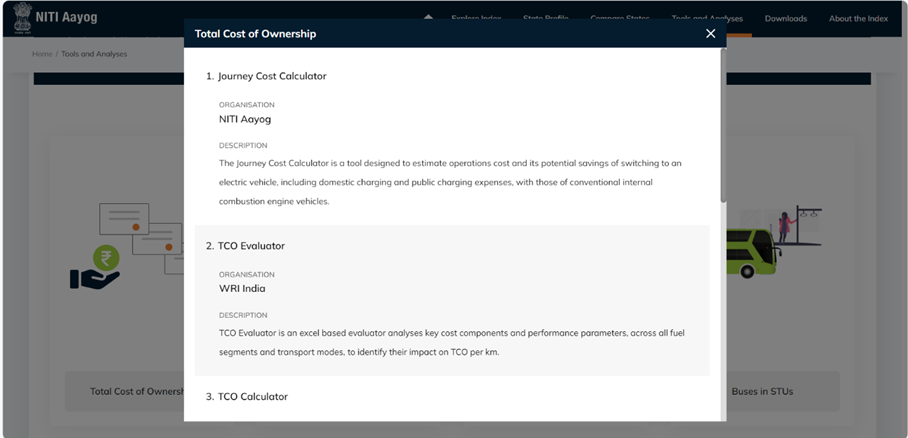 NITI Aayog
Explore Index State Profile Compare States Tools and Analyses Downloads About the Index
Home / Tools and Analyses
Total Cost of Ownership
1. Journey Cost Calculator
ORGANISATION
NITI Aayog
DESCRIPTION
The Journey Cost Calculator is a tool designed to estimate operations cost and its potential savings of switching to an
electric vehicle, including domestic charging and public charging expenses, with those of conventional internal
combustion engine vehicles.
2. TCO Evaluator
ORGANISATION
WRI India
DESCRIPTION
TCO Evaluator is an excel based evaluator analyses key cost components and performance parameters, across all fuel
segments and transport modes, to identify their impact on TCO per km.
3. TCO Calculator
₹
Total Cost of Ownersh
Buses in STUs